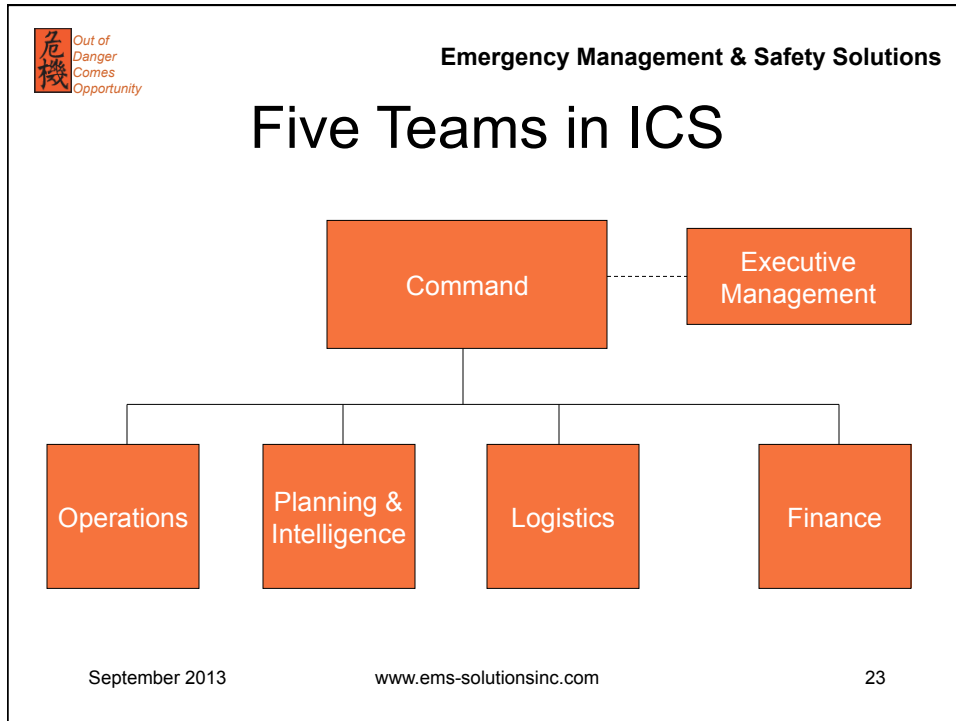 危
機
Out of
Danger
Comes
Opportunity
Emergency Management & Safety Solutions
Five Teams in ICS
Command
Executive
Management
Operations
Planning &
Intelligence
Logistics
Finance
September 2013
www.ems-solutionsinc.com
23